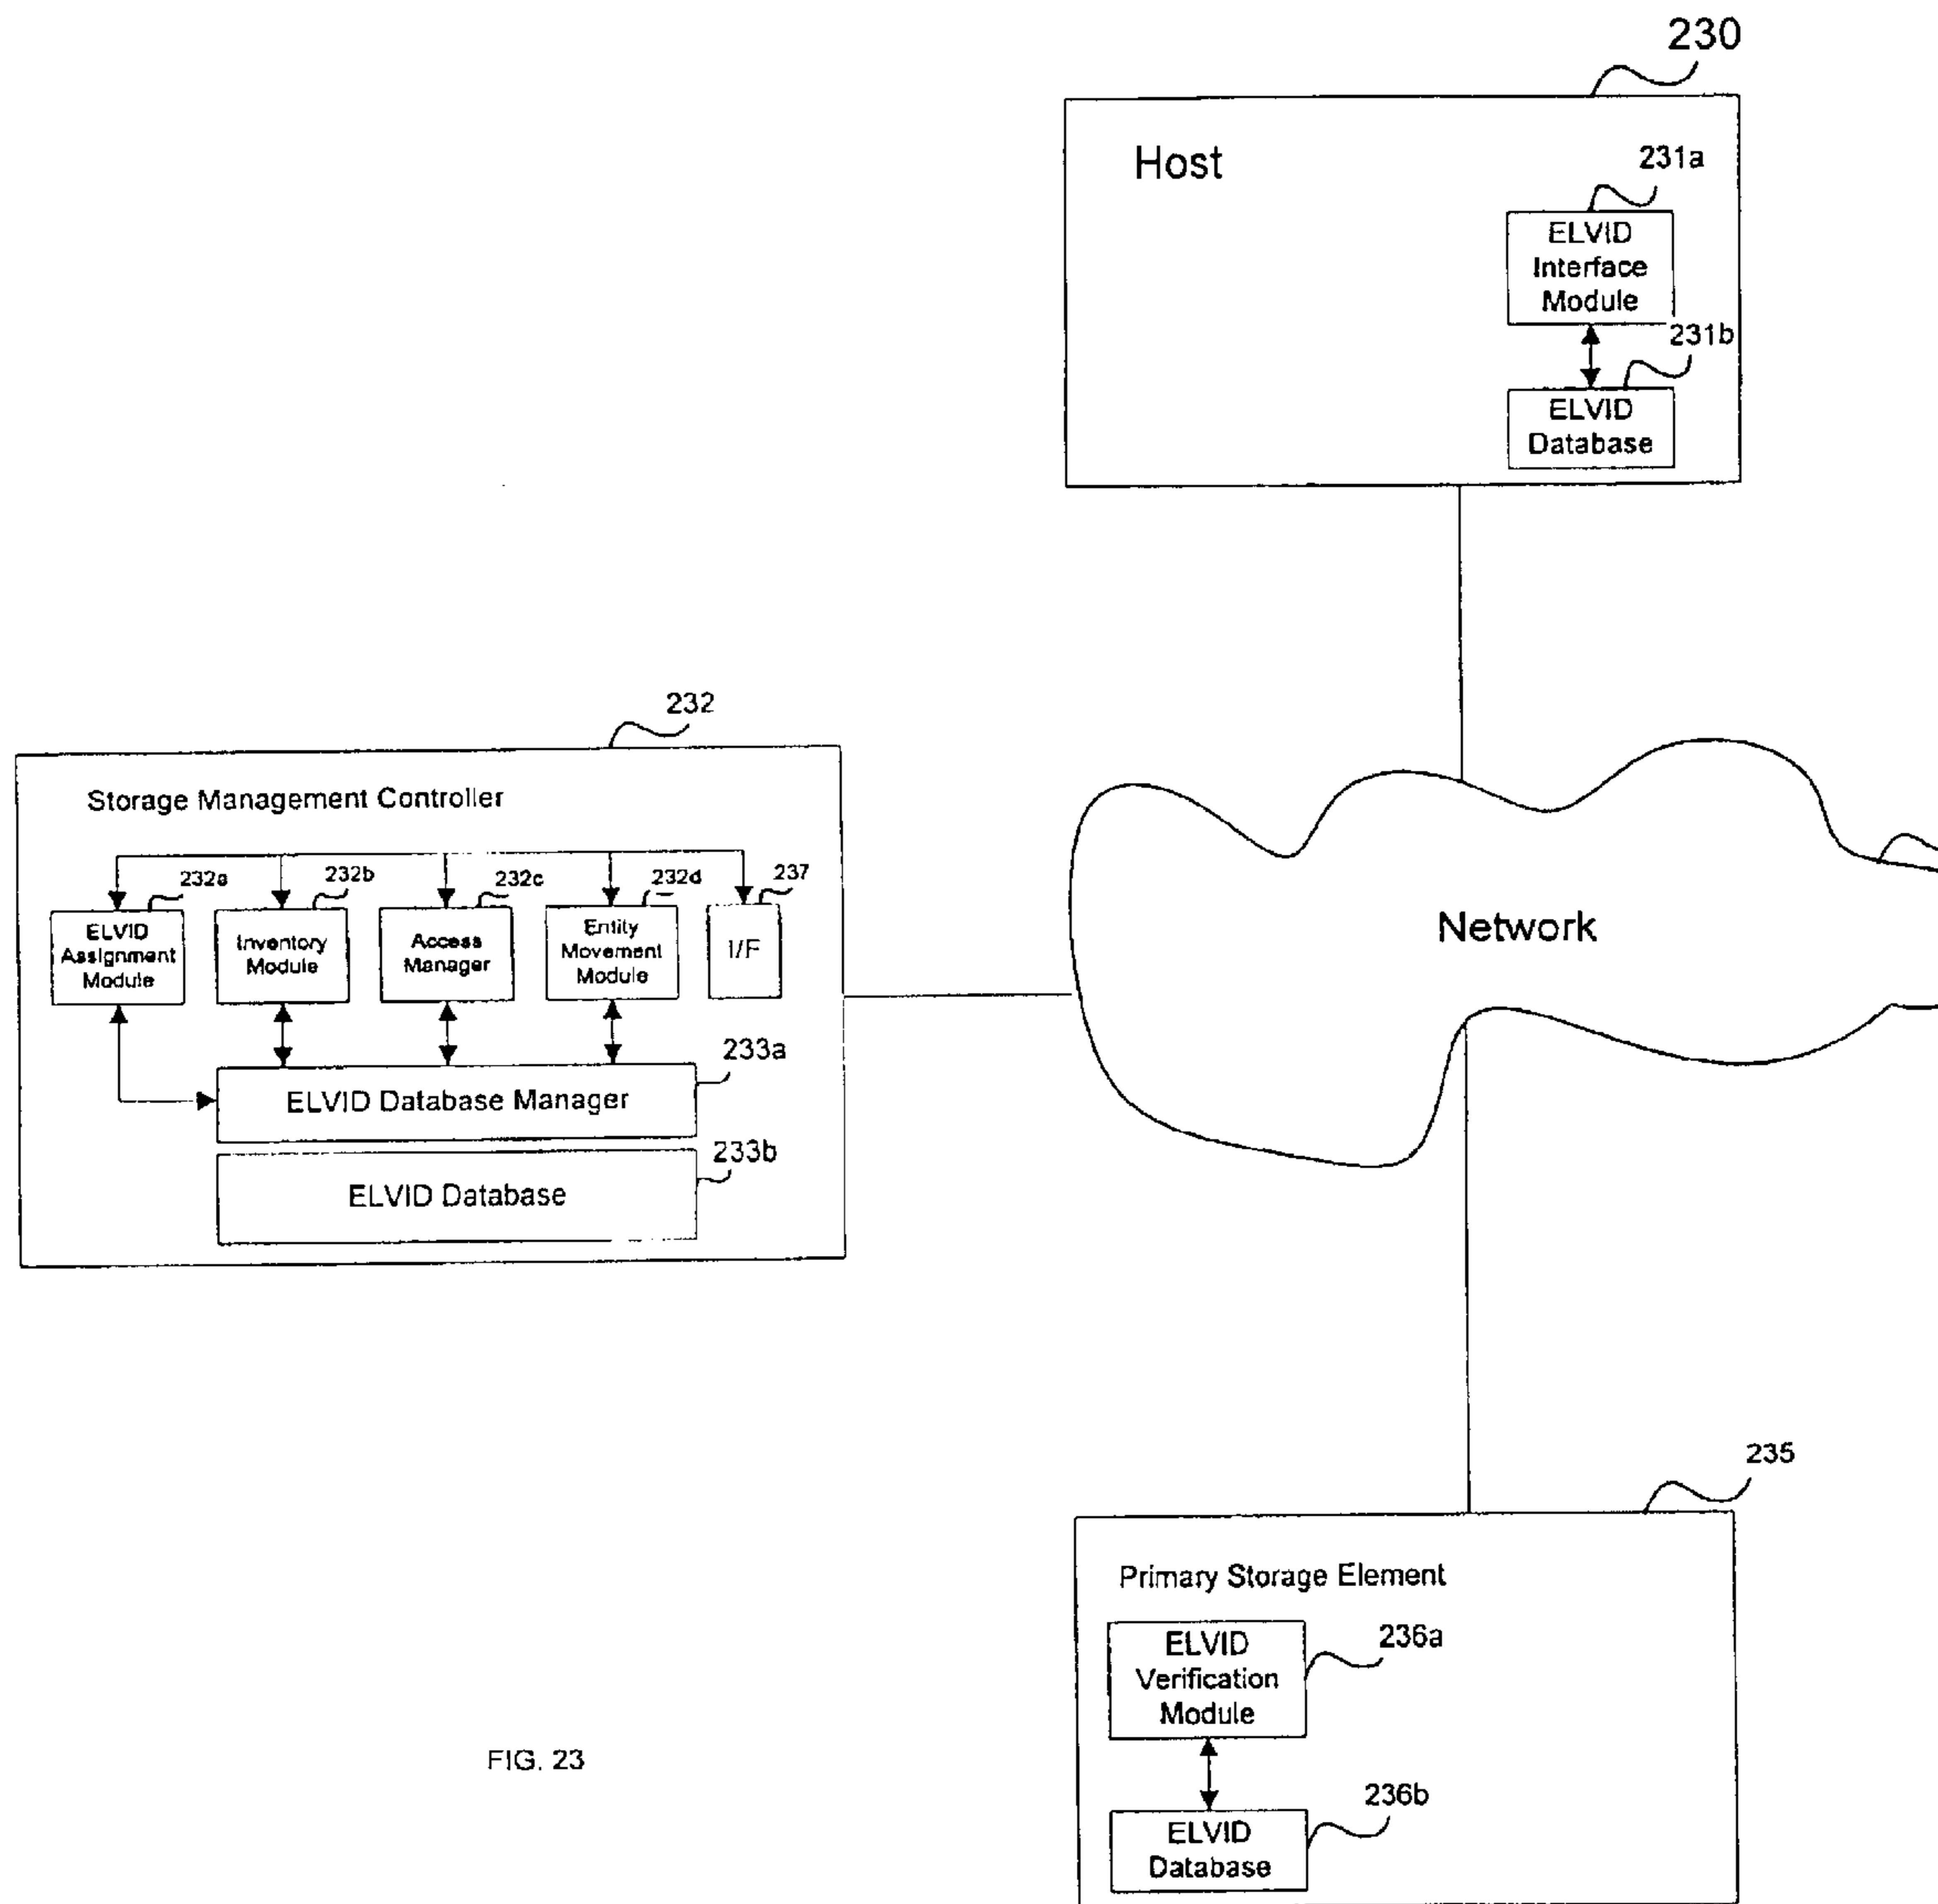 230
Host
231a
ELVID
Interface
Module
231b
ELVID
Database
232
Storage Management Controller
232a
232b
232c
232d
237
ELVID
Assignment
Module
Inventory
Module
Access
Manager
Entity
Movement
Module
I/F
233a
ELVID Database Manager
233b
ELVID Database
Network
235
Primary Storage Element
ELVID
Verification
Module
236a
236b
ELVID
Database
FIG. 23